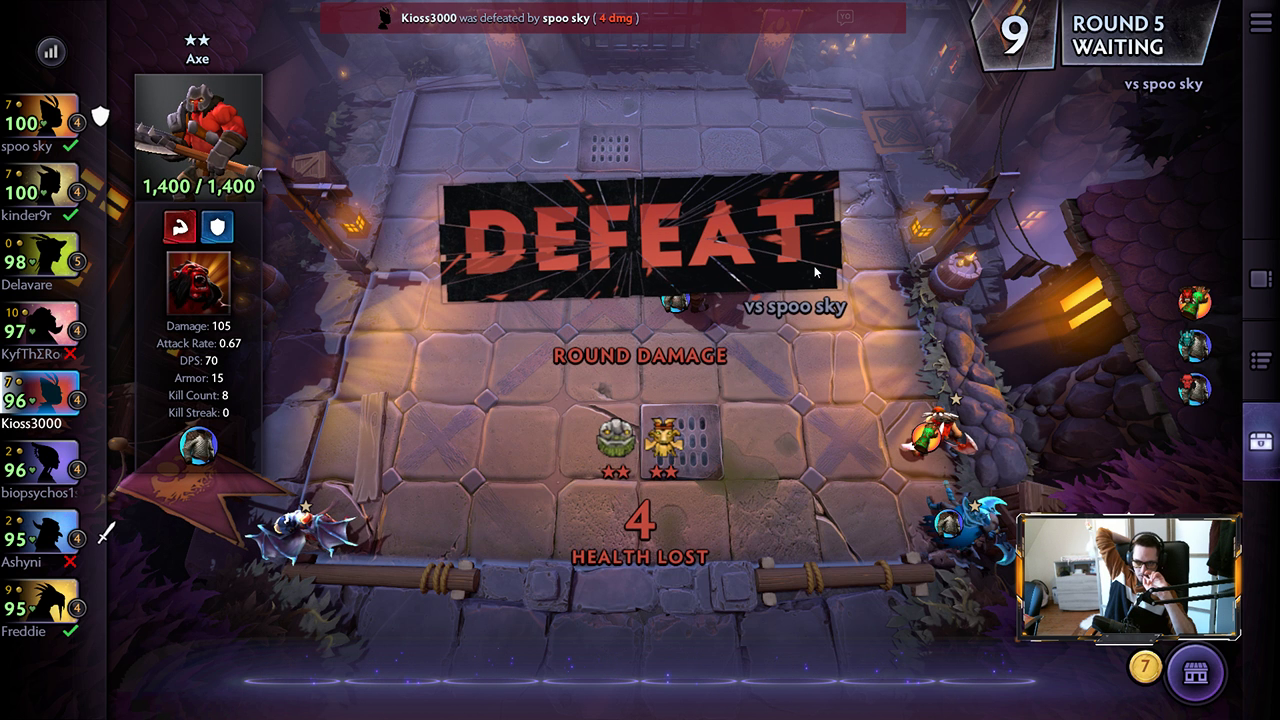 Kioss3000 was defeated by spoo sky ( 4 dmg )
YO
9
ROUND 5
WAITING
vs spoo sky
★★
Axe
1,400 / 1,400
Damage: 105
Attack Rate: 0.67
DPS: 70
Armor: 15
Kill Count: 8
Kill Streak: 0
7
100
4
spoo sky
7
100
4
kinder9r
0
98
5
Delavare
10
97
4
KyfThΣRo
7
96
4
Kioss3000
2
96
4
biopsychos1
2
95
4
Ashyni
9
95
4
Freddie
DEFEAT
vs spoo sky
ROUND DAMAGE
★★ ★★
4
HEALTH LOST
7